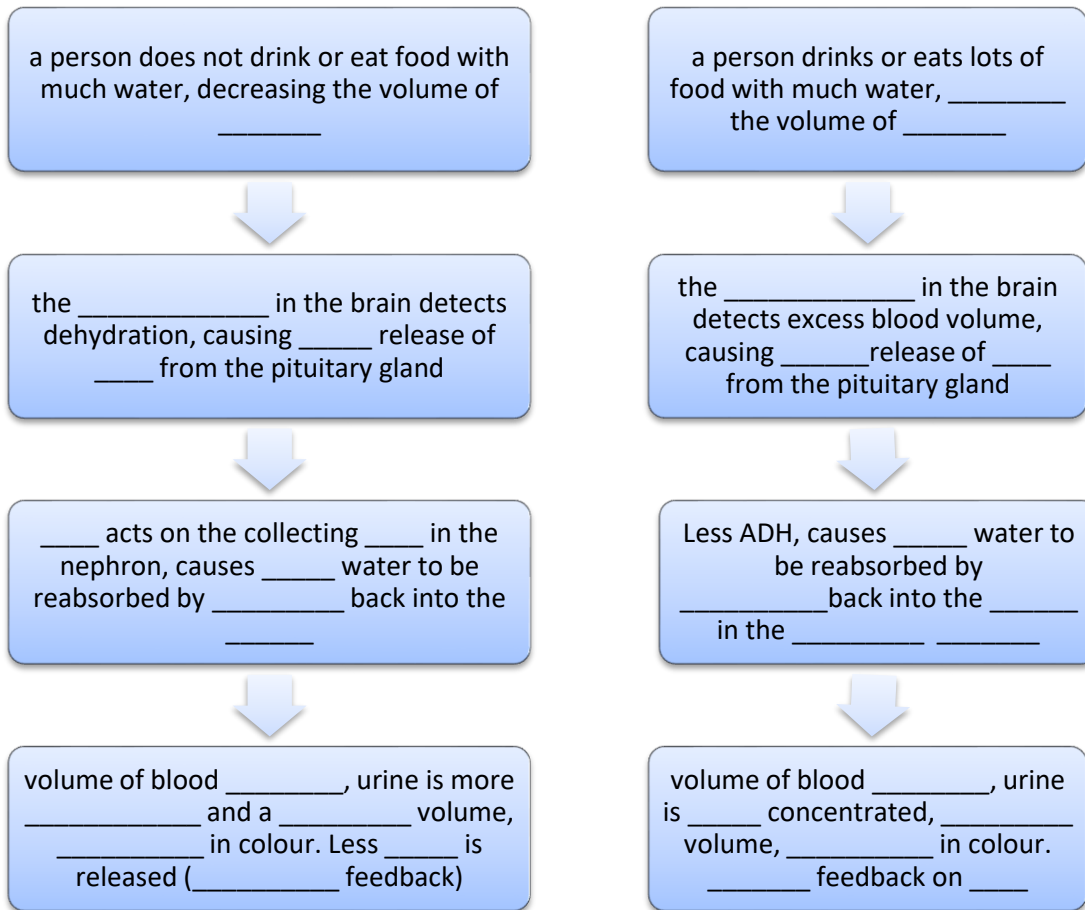 a person does not drink or eat food with
much water, decreasing the volume of
_______
the _____________ in the brain detects
dehydration, causing _____ release of
____ from the pituitary gland
____ acts on the collecting ____ in the
nephron, causes _____ water to be
reabsorbed by _________ back into the
______
volume of blood ________, urine is more
____________ and a _________ volume,
__________ in colour. Less _____ is
released (__________ feedback)
a person drinks or eats lots of
food with much water, ________
the volume of _______
the _____________ in the brain
detects excess blood volume,
causing ______release of ____
from the pituitary gland
Less ADH, causes _____ water to
be reabsorbed by
__________back into the ______
in the _________ _______
volume of blood ________, urine
is _____ concentrated, _________
volume, __________ in colour.
_______ feedback on ____